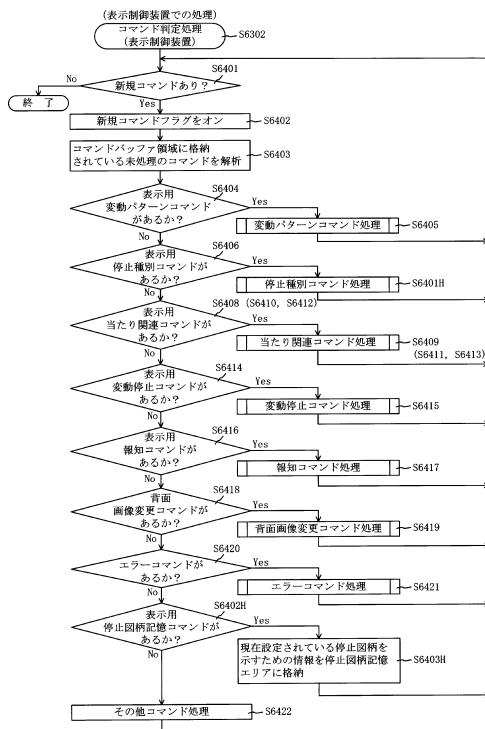 (表示制御装置での処理)
コマンド判定処理
(表示制御装置)
S6302
S6401
No
新規コマンドあり?
終 了
Yes
新規コマンドフラグをオン
S6402
コマンドバッファ領域に格納
されている未処理のコマンドを解析
S6403
S6404
表示用
変動パターンコマンド
があるか?
Yes
変動パターンコマンド処理
S6405
No
S6406
表示用
停止種別コマンドが
あるか?
Yes
停止種別コマンド処理
S6401H
No
S6408 (S6410, S6412)
表示用
当たり関連コマンドが
あるか?
Yes
当たり関連コマンド処理
S6409
(S6411, S6413)
No
S6414
表示用
変動停止コマンドが
あるか?
Yes
変動停止コマンド処理
S6415
No
S6416
表示用
報知コマンドが
あるか?
Yes
報知コマンド処理
S6417
No
S6418
背面
画像変更コマンドが
あるか?
Yes
背面画像変更コマンド処理
S6419
No
S6420
エラーコマンドが
あるか?
Yes
エラーコマンド処理
S6421
No
S6402H
表示用
停止図柄記憶コマンドが
あるか?
Yes
現在設定されている停止図柄を
示すための情報を停止図柄記憶
エリアに格納
S6403H
No
その他コマンド処理
S6422